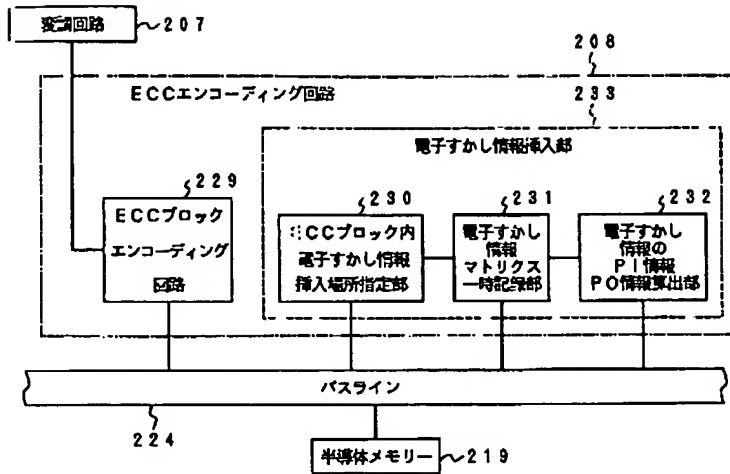 変調回路 207
208
ECCエンコーディング回路
233
電子すかし情報挿入部
229
ECCブロック
エンコーディング
回路
230
ECCブロック内
電子すかし情報
挿入場所指定部
231
電子すかし
情報
マトリクス
一時記録部
232
電子すかし
情報の
PI情報
PO情報算出部
バスライン
224
半導体メモリー 219